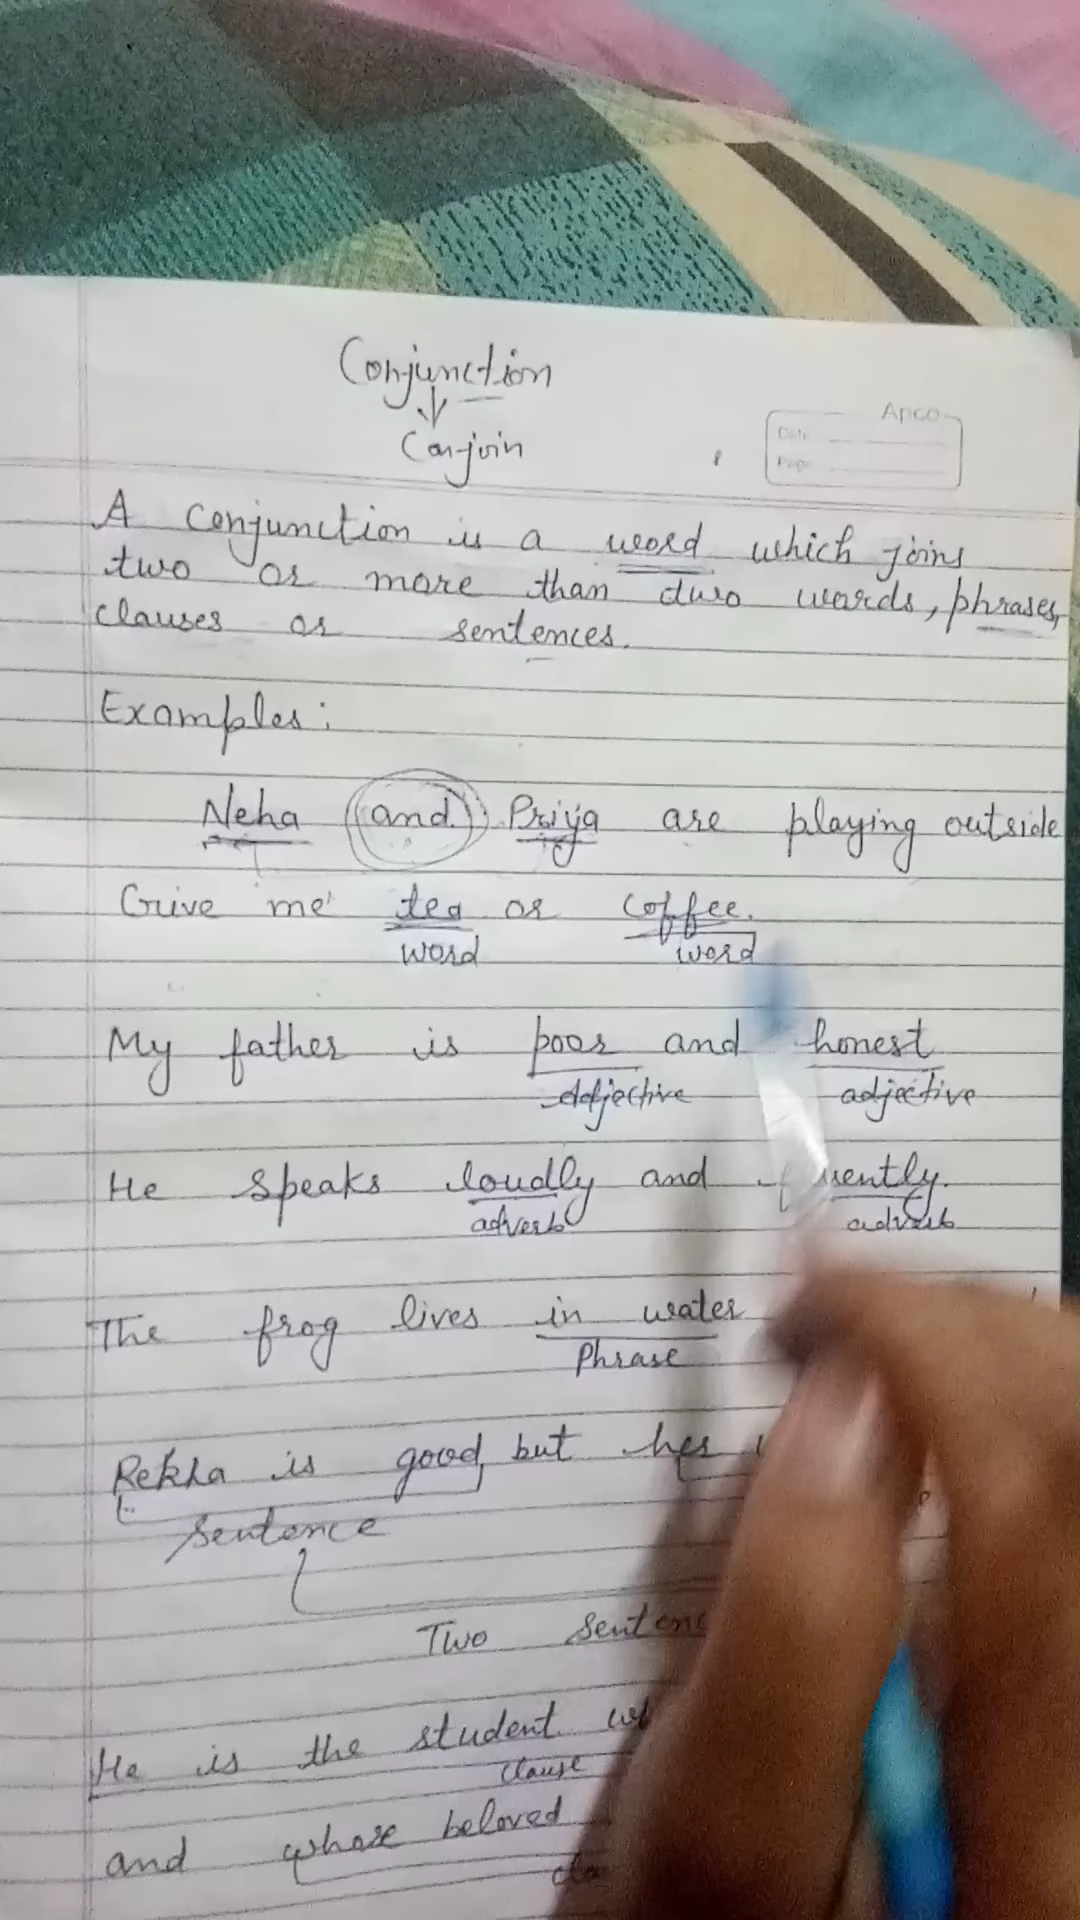 Conjunction
Conjoin
Apco
Date
Page
A conjunction is a word which joins
two or more than two words, phrases,
clauses or sentences.
Examples:
Neha and Priya are playing outside
Give me tea or coffee.
word word
My father is poor and honest
adjective adjective
He speaks loudly and uently.
adverb adverb
The frog lives in water
Phrase
Rekha is good, but her
sentence
Two
He is the student
clause
and whose beloved